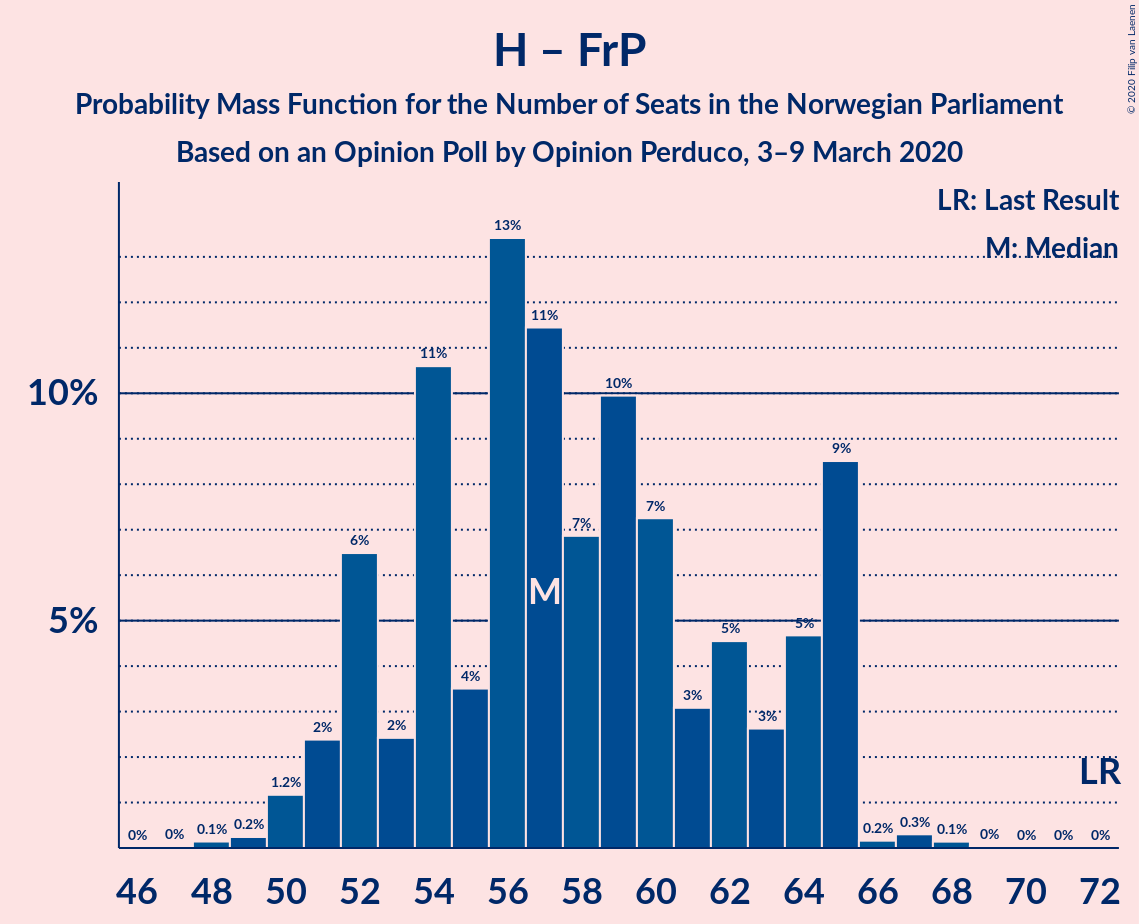 H – FrP
Probability Mass Function for the Number of Seats in the Norwegian Parliament
Based on an Opinion Poll by Opinion Perduco, 3–9 March 2020
© 2020 Filip van Laenen
LR: Last Result
M: Median
10%
5%
0% 0% 0.1% 0.2% 1.2% 2% 6% 2% 11% 4% 13% 11% 7% 10% 7% 3% 5% 3% 5% 9% 0.2% 0.3% 0.1% 0% 0% 0% 0%
M
LR
46 48 50 52 54 56 58 60 62 64 66 68 70 72